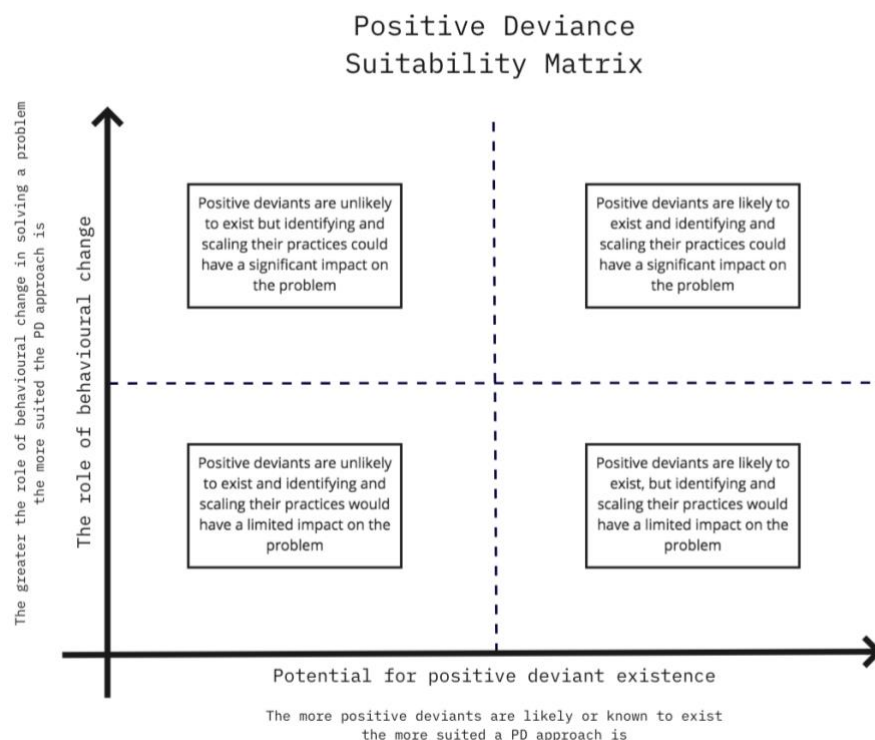 Positive Deviance
Suitability Matrix
The greater the role of behavioural change in solving a problem
the more suited the PD approach is
The role of behavioural change
Positive deviants are unlikely
to exist but identifying and
scaling their practices could
have a significant impact on
the problem
Positive deviants are likely to
exist and identifying and
scaling their practices could
have a significant impact on
the problem
Positive deviants are unlikely
to exist and identifying and
scaling their practices would
have a limited impact on the
problem
Positive deviants are likely to
exist, but identifying and
scaling their practices would
have a limited impact on the
problem
Potential for positive deviant existence
The more positive deviants are likely or known to exist
the more suited a PD approach is